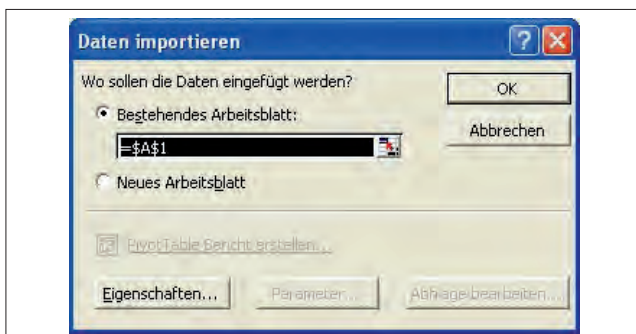 Daten importieren
Wo sollen die Daten eingefügt werden?
OK
Bestehendes Arbeitsblatt:
Abbrechen
=$A$1
Neues Arbeitsblatt
PivotTable Bericht erstellen...
Eigenschaften...
Parameter...
Abfrage bearbeiten...